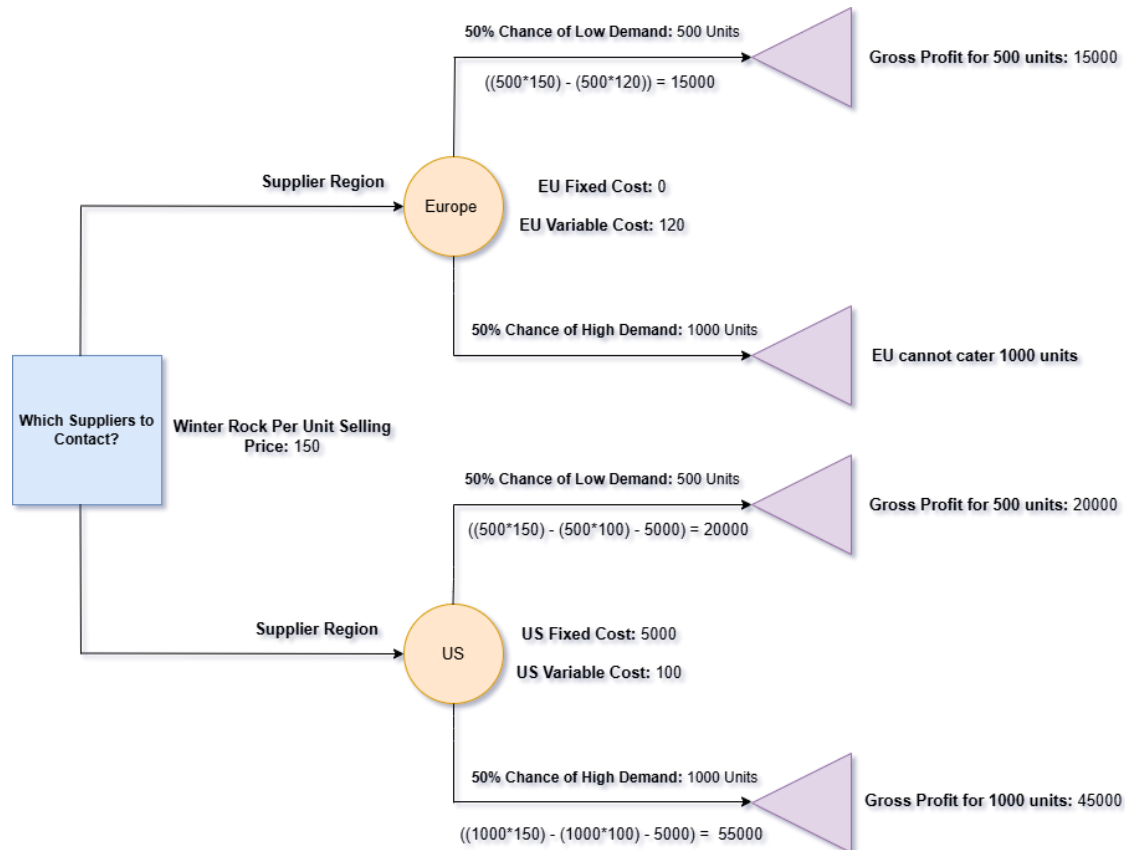 50% Chance of Low Demand: 500 Units
Gross Profit for 500 units: 15000
((500*150) - (500*120)) = 15000
Supplier Region
Europe
EU Fixed Cost: 0
EU Variable Cost: 120
50% Chance of High Demand: 1000 Units
EU cannot cater 1000 units
Which Suppliers to
Contact?
Winter Rock Per Unit Selling
Price: 150
50% Chance of Low Demand: 500 Units
Gross Profit for 500 units: 20000
((500*150) - (500*100) - 5000) = 20000
Supplier Region
US
US Fixed Cost: 5000
US Variable Cost: 100
50% Chance of High Demand: 1000 Units
Gross Profit for 1000 units: 45000
((1000*150) - (1000*100) - 5000) =  55000